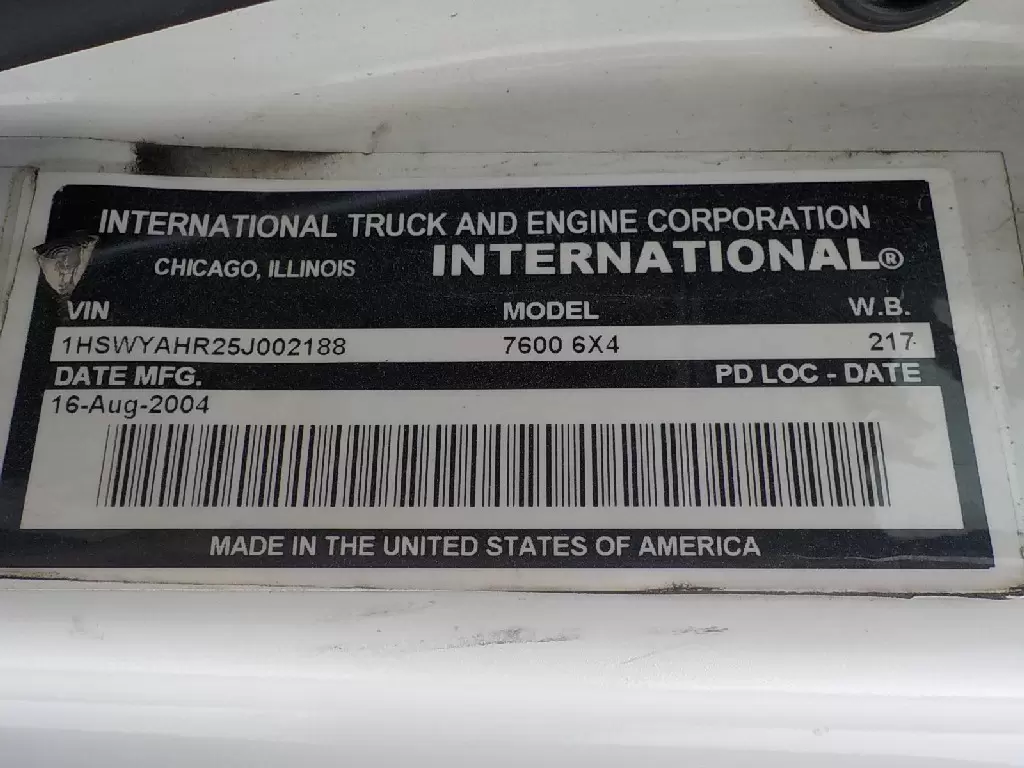 INTERNATIONAL TRUCK AND ENGINE CORPORATION
CHICAGO, ILLINOIS INTERNATIONAL®
VIN MODEL W.B.
1HSWYAHR25J002188 7600 6X4 217
DATE MFG. PD LOC - DATE
16-Aug-2004
MADE IN THE UNITED STATES OF AMERICA